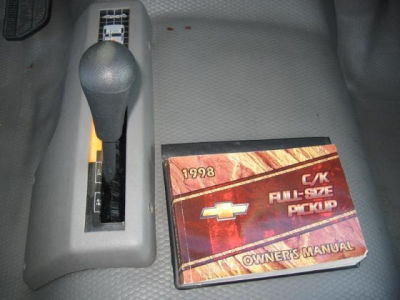 1998
C/K
FULL-SIZE
PICKUP
OWNER'S MANUAL